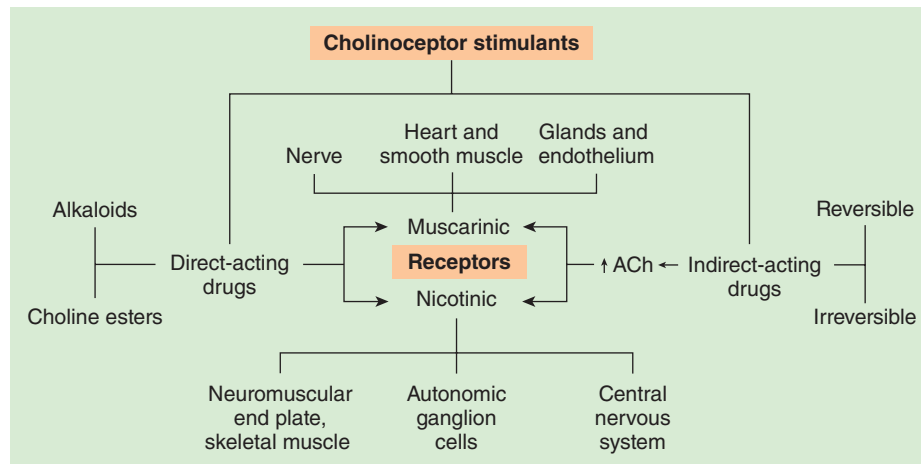 Cholinoceptor stimulants
Nerve
Heart and
smooth muscle
Glands and
endothelium
Alkaloids
Reversible
Muscarinic
Direct-acting
drugs
Receptors
↑ ACh
Indirect-acting
drugs
Nicotinic
Choline esters
Irreversible
Neuromuscular
end plate,
skeletal muscle
Autonomic
ganglion
cells
Central
nervous
system